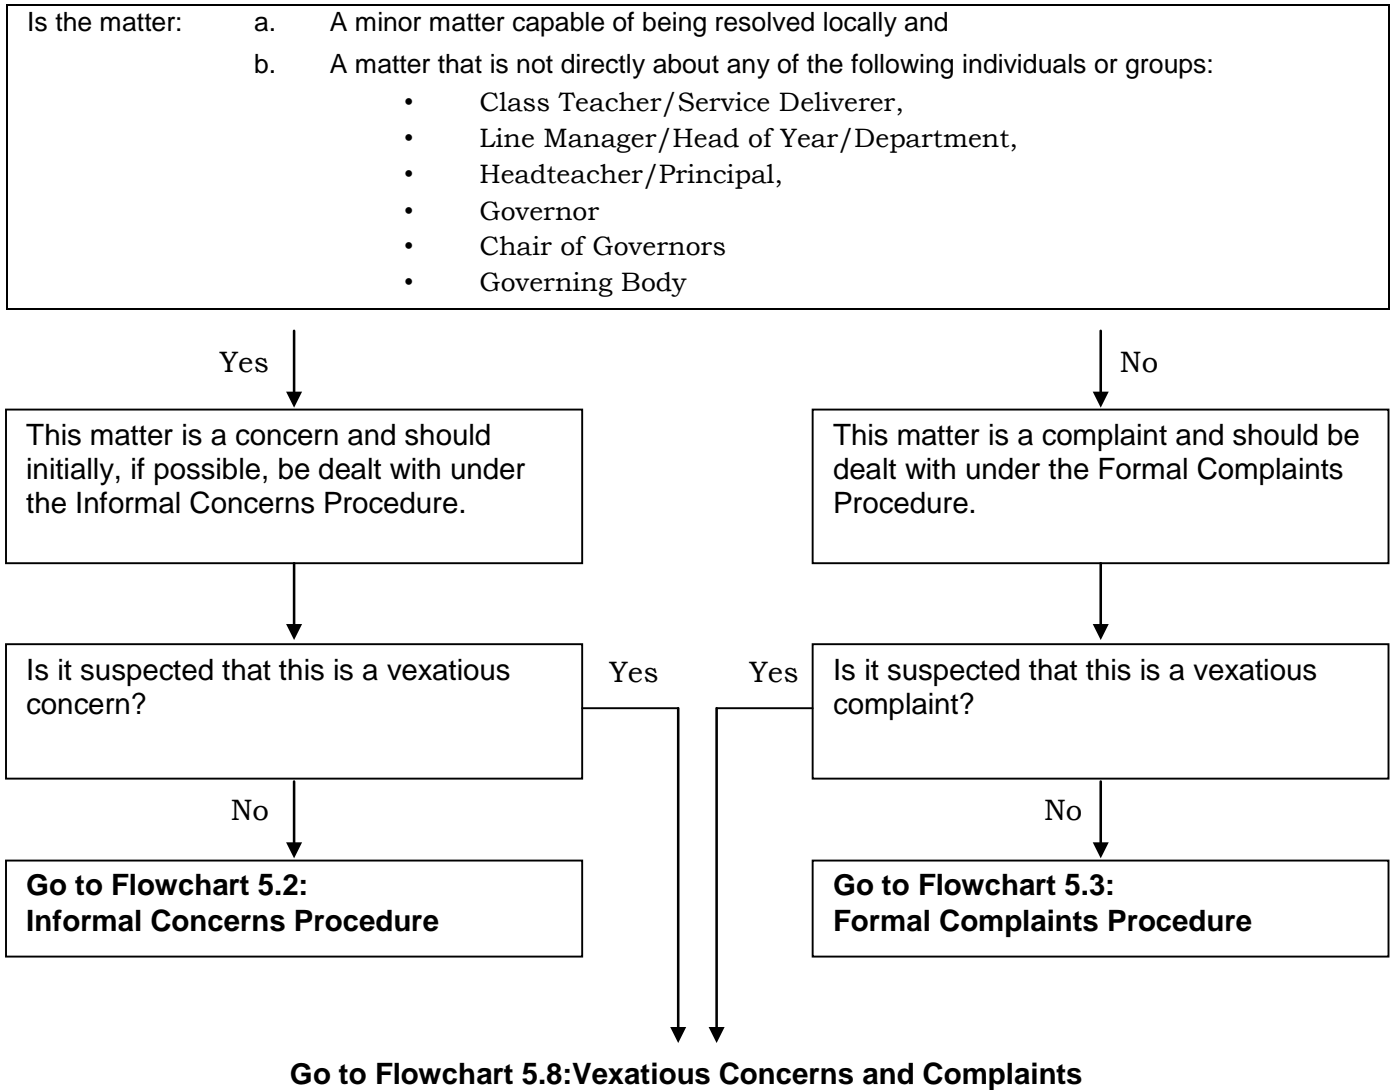 Is the matter: a. A minor matter capable of being resolved locally and
b. A matter that is not directly about any of the following individuals or groups:
• Class Teacher/Service Deliverer,
• Line Manager/Head of Year/Department,
• Headteacher/Principal,
• Governor
• Chair of Governors
• Governing Body
Yes
No
This matter is a concern and should
initially, if possible, be dealt with under
the Informal Concerns Procedure.
This matter is a complaint and should be
dealt with under the Formal Complaints
Procedure.
Is it suspected that this is a vexatious
concern?
Yes
Yes
Is it suspected that this is a vexatious
complaint?
No
No
Go to Flowchart 5.2:
Informal Concerns Procedure
Go to Flowchart 5.3:
Formal Complaints Procedure
Go to Flowchart 5.8:Vexatious Concerns and Complaints